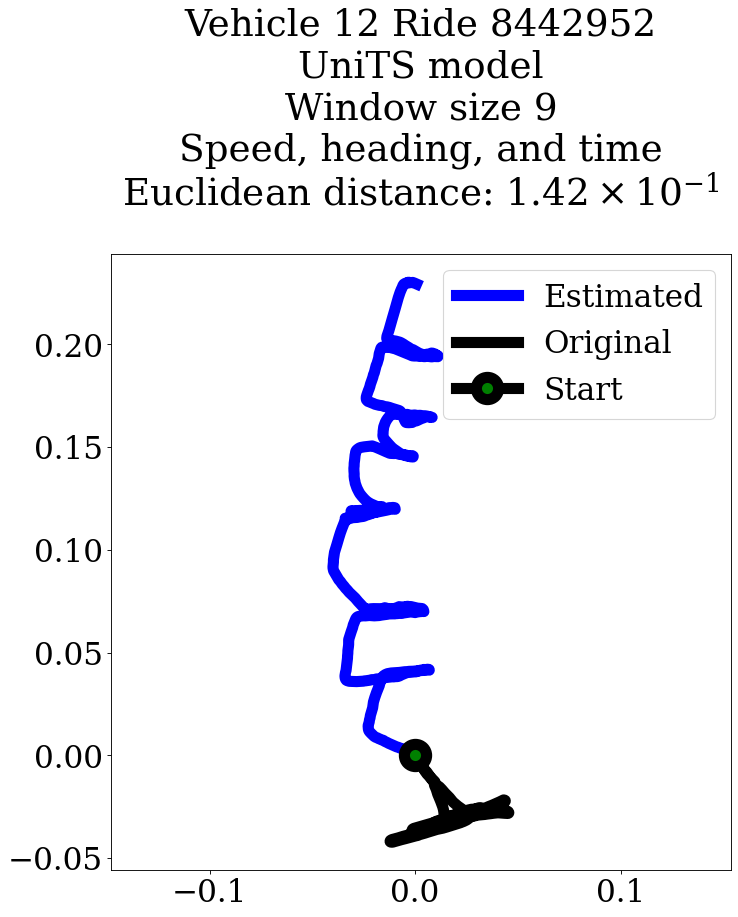 Vehicle 12 Ride 8442952
UniTS model
Window size 9
Speed, heading, and time
Euclidean distance: 1.42 × 10⁻¹
Estimated
Original
Start
0.20
0.15
0.10
0.05
0.00
−0.05
−0.1
0.0
0.1